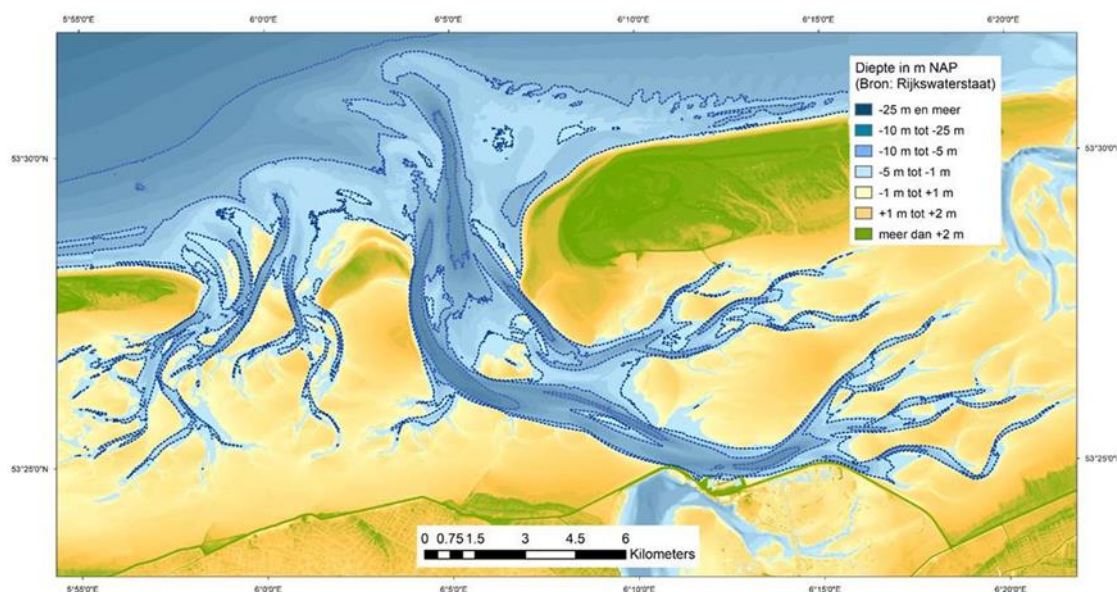 5°55'0"E 6°0'0"E 6°5'0"E 6°10'0"E 6°15'0"E 6°20'0"E
Diepte in m NAP
(Bron: Rijkswaterstaat)
-25 m en meer
-10 m tot -25 m
-10 m tot -5 m
-5 m tot -1 m
-1 m tot +1 m
+1 m tot +2 m
meer dan +2 m
53°30'0"N 53°30'0"N
53°25'0"N 53°25'0"N
0 0.75 1.5 3 4.5 6
Kilometers
5°55'0"E 6°0'0"E 6°5'0"E 6°10'0"E 6°15'0"E 6°20'0"E